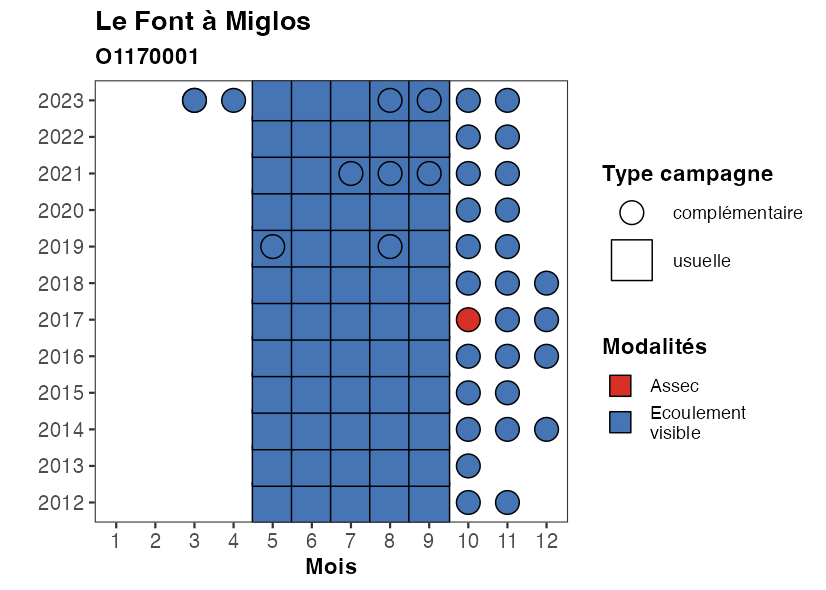 Le Font à Miglos
O1170001
2023
2022
2021
2020
2019
2018
2017
2016
2015
2014
2013
2012
1 2 3 4 5 6 7 8 9 10 11 12
Mois
Type campagne
complémentaire
usuelle
Modalités
Assec
Ecoulement
visible